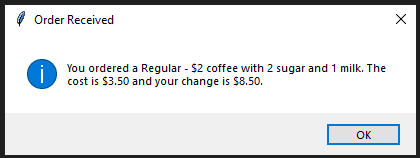 Order Received
You ordered a Regular - $2 coffee with 2 sugar and 1 milk. The
cost is $3.50 and your change is $8.50.
OK